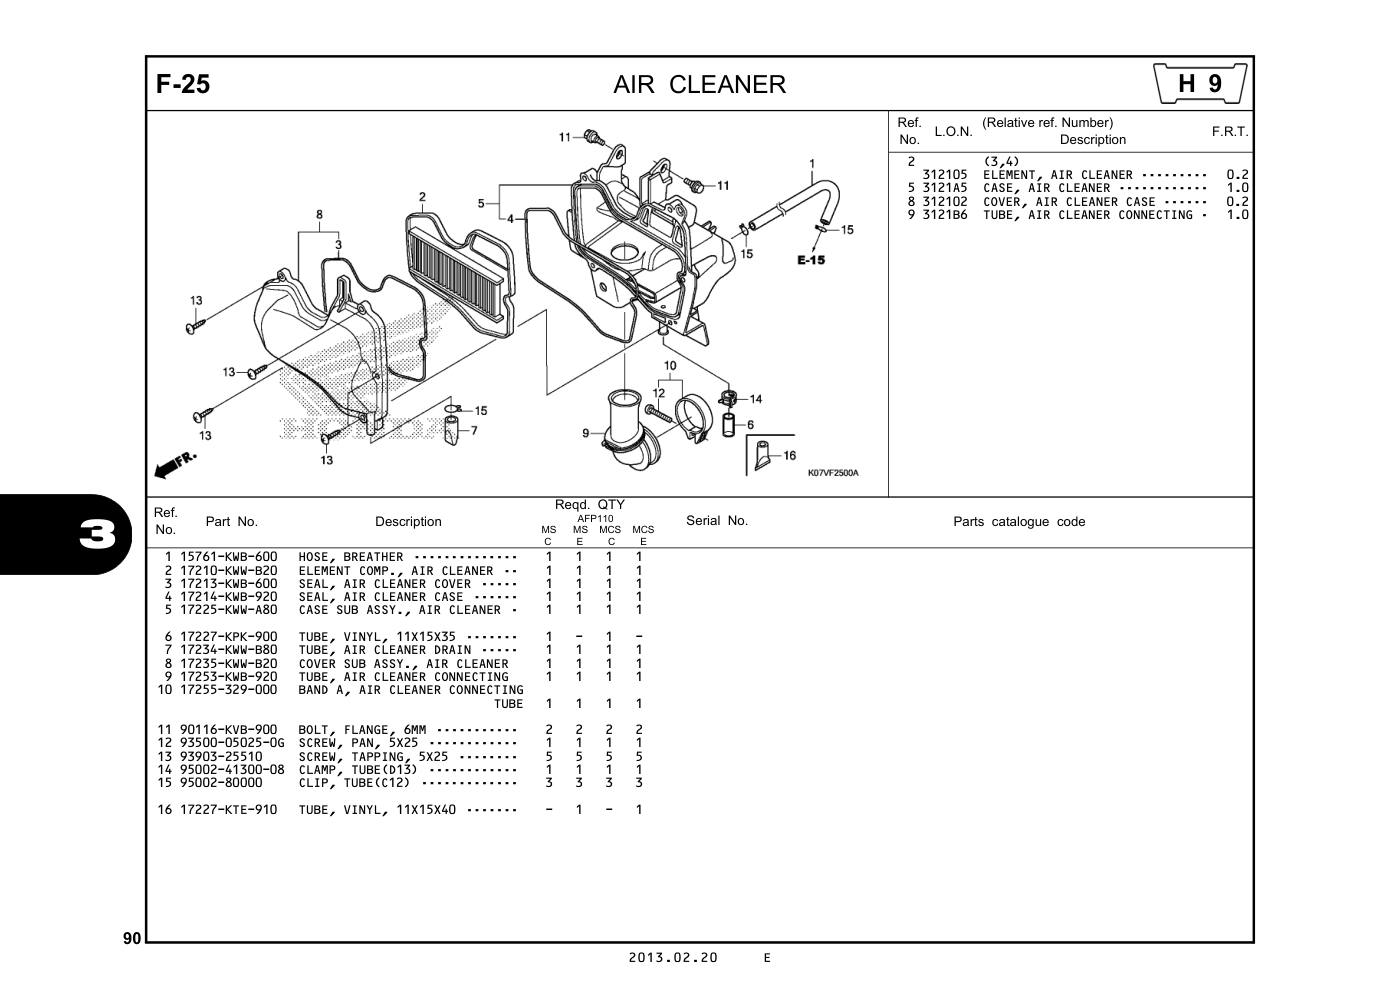 F-25
AIR CLEANER
H 9
11
11
1
2
5
4
8
3
15
15
E-15
13
13
13
13
10
12
14
15
7
9
6
16
FR.
HONDA
K07VF2500A
Ref. No. L.O.N. (Relative ref. Number) Description F.R.T.
2 (3,4)
312105 ELEMENT, AIR CLEANER --------- 0.2
5 3121A5 CASE, AIR CLEANER ------------ 1.0
8 312102 COVER, AIR CLEANER CASE ------ 0.2
9 3121B6 TUBE, AIR CLEANER CONNECTING - 1.0
3
Ref. No. Part No. Description Reqd. QTY Serial No. Parts catalogue code
AFP110
MS MS MCS MCS
C E C E
1 15761-KWB-600 HOSE, BREATHER -------------- 1 1 1 1
2 17210-KWW-B20 ELEMENT COMP., AIR CLEANER -- 1 1 1 1
3 17213-KWB-600 SEAL, AIR CLEANER COVER ----- 1 1 1 1
4 17214-KWB-920 SEAL, AIR CLEANER CASE ------ 1 1 1 1
5 17225-KWW-A80 CASE SUB ASSY., AIR CLEANER - 1 1 1 1
6 17227-KPK-900 TUBE, VINYL, 11X15X35 ------- 1 - 1 -
7 17234-KWW-B80 TUBE, AIR CLEANER DRAIN ----- 1 1 1 1
8 17235-KWW-B20 COVER SUB ASSY., AIR CLEANER 1 1 1 1
9 17253-KWB-920 TUBE, AIR CLEANER CONNECTING 1 1 1 1
10 17255-329-000 BAND A, AIR CLEANER CONNECTING
TUBE 1 1 1 1
11 90116-KVB-900 BOLT, FLANGE, 6MM ----------- 2 2 2 2
12 93500-05025-0G SCREW, PAN, 5X25 ------------ 1 1 1 1
13 93903-25510 SCREW, TAPPING, 5X25 -------- 5 5 5 5
14 95002-41300-08 CLAMP, TUBE(D13) ------------ 1 1 1 1
15 95002-80000 CLIP, TUBE(C12) ------------- 3 3 3 3
16 17227-KTE-910 TUBE, VINYL, 11X15X40 ------- - 1 - 1
90
2013.02.20 E